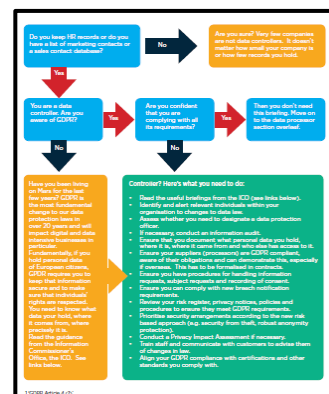 Do you keep HR records or do you
have a list of marketing contacts or
a sales contact database?
No
Are you sure? Very few companies
are not data controllers. It doesn't
matter how small your company is
or how few records you hold.
Yes
You are a data
controller. Are you
aware of GDPR?
Yes
Are you confident
that you are
complying with all
its requirements?
Yes
Then you don't need
this briefing. Move on
to the data processor
section overleaf.
No
No
Have you been living
on Marz for the last
few years? GDPR is
the most fundamental
change to our data
protection laws in
over 20 years and will
impact digital and data
intensive businesses in
particular.
Fundamentally, if you
hold personal data
of European citizens,
GDPR requires you to
keep that information
secure and to make
sure that individuals'
rights are respected.
You need to know what
data your hold, where
it comes from, where
precisely it is.
Read the guidance
from the Information
Commissioner's
Office, the ICO. See
links below.
Controller? Here's what you need to do:
• Read the useful briefings from the ICO (see links below).
• Identify and alert relevant individuals within your
organisation to changes to data law.
• Assess whether you need to designate a data protection
officer.
• If necessary, conduct an information audit.
• Ensure that you document what personal data you hold,
where it is, where it came from and who else has access to it.
• Ensure your suppliers (processors) are GDPR compliant,
aware of their obligations and can demonstrate this, especially
if overseas. This has to be formalised in contracts.
• Ensure you have procedures for handling information
requests, subject requests and recording of consent.
• Ensure you can comply with new breach notification
requirements.
• Review your risk register, privacy notices, policies and
procedures to ensure they meet GDPR requirements.
• Prioritise security arrangements according to the new risk
based approach (e.g. security from theft, robust anonymity
protection).
• Conduct a Privacy Impact Assessment if necessary.
• Train staff and communicate with customers to advise them
of changes in law.
• Align your GDPR compliance with certifications and other
standards you comply with.
GDPR Article 4